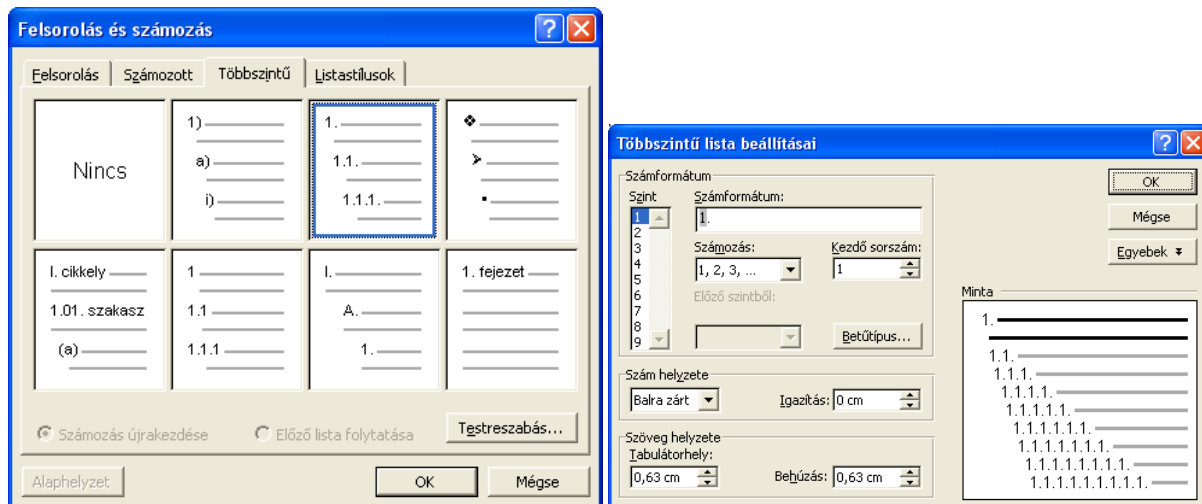 Felsorolás és számozás
Felsorolás Számozott Többszintű Listastílusok
Nincs
1)
a)
i)
1.
1.1.
1.1.1.
I. cikkely
1.01. szakasz
(a)
1
1.1
1.1.1
I.
A.
1.
1. fejezet
Számozás újrakezdése Előző lista folytatása Testreszabás...
Alaphelyzet OK Mégse
Többszintű lista beállításai
Számformátum
Szint Számformátum:
1 1.
2
3
4
5
6
7
8
9
Számozás: Kezdő sorszám:
1, 2, 3, ... 1
Előző szintből:
Betűtípus...
Szám helyzete
Balra zárt Igazítás: 0 cm
Szöveg helyzete
Tabulátorhely:
0,63 cm Behúzás: 0,63 cm
OK
Mégse
Egyebek
Minta
1.
1.1.
1.1.1.
1.1.1.1.
1.1.1.1.1.
1.1.1.1.1.1.
1.1.1.1.1.1.1.
1.1.1.1.1.1.1.1.
1.1.1.1.1.1.1.1.1.